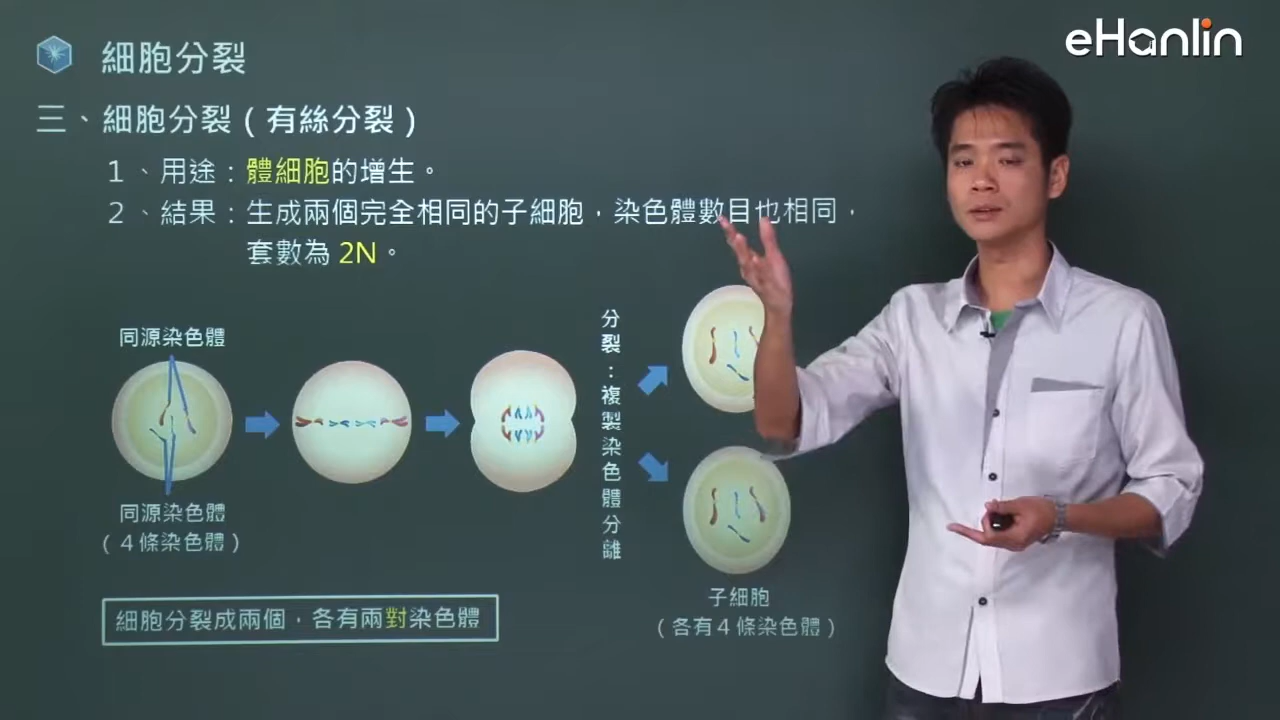 eHanlin
細胞分裂
三、細胞分裂(有絲分裂)
1、用途:體細胞的增生。
2、結果:生成兩個完全相同的子細胞,染色體數目也相同,
套數為 2N。
同源染色體
同源染色體
(4條染色體)
分裂:複製染色體分離
子細胞
(各有4條染色體)
細胞分裂成兩個,各有兩對染色體